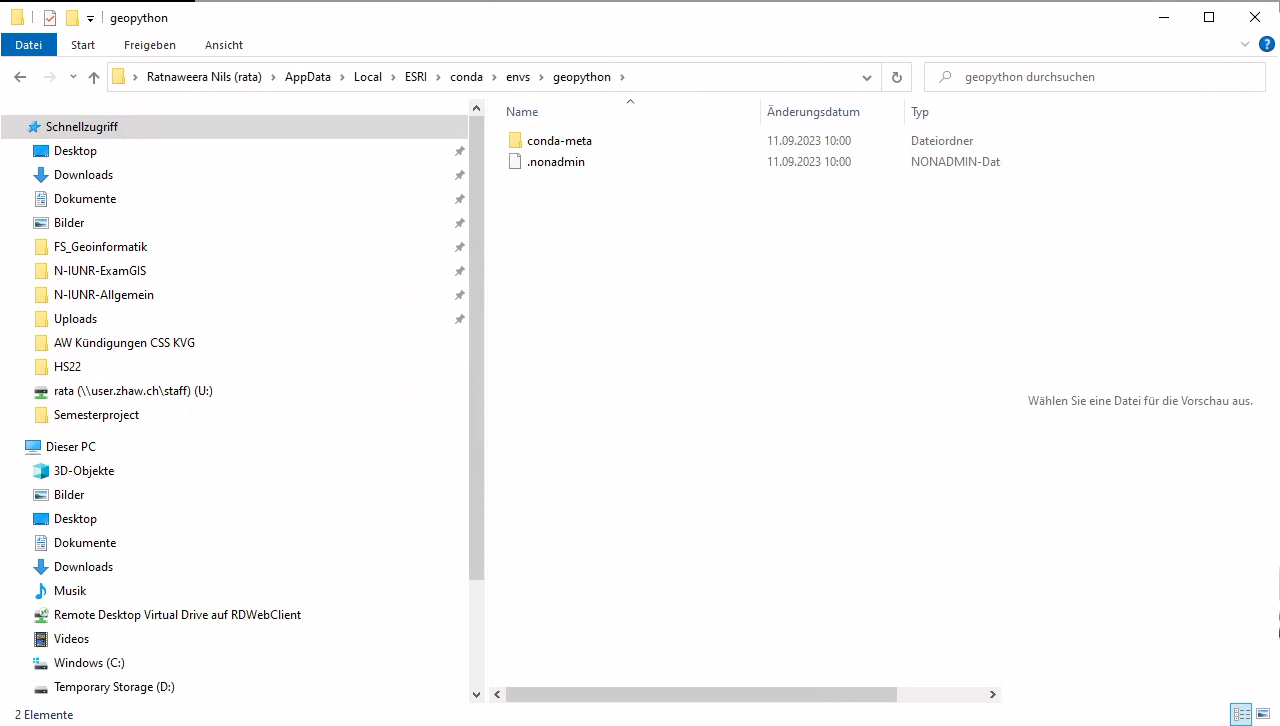 geopython
Datei Start Freigeben Ansicht
Ratnaweera Nils (rata) AppData Local ESRI conda envs geopython
geopython durchsuchen
Schnellzugriff
Desktop
Downloads
Dokumente
Bilder
FS_Geoinformatik
N-IUNR-ExamGIS
N-IUNR-Allgemein
Uploads
AW Kündigungen CSS KVG
HS22
rata (\\user.zhaw.ch\staff) (U:)
Semesterproject
Dieser PC
3D-Objekte
Bilder
Desktop
Dokumente
Downloads
Musik
Remote Desktop Virtual Drive auf RDWebClient
Videos
Windows (C:)
Temporary Storage (D:)
Name Änderungsdatum Typ
conda-meta 11.09.2023 10:00 Dateiordner
.nonadmin 11.09.2023 10:00 NONADMIN-Dat
Wählen Sie eine Datei für die Vorschau aus.
2 Elemente